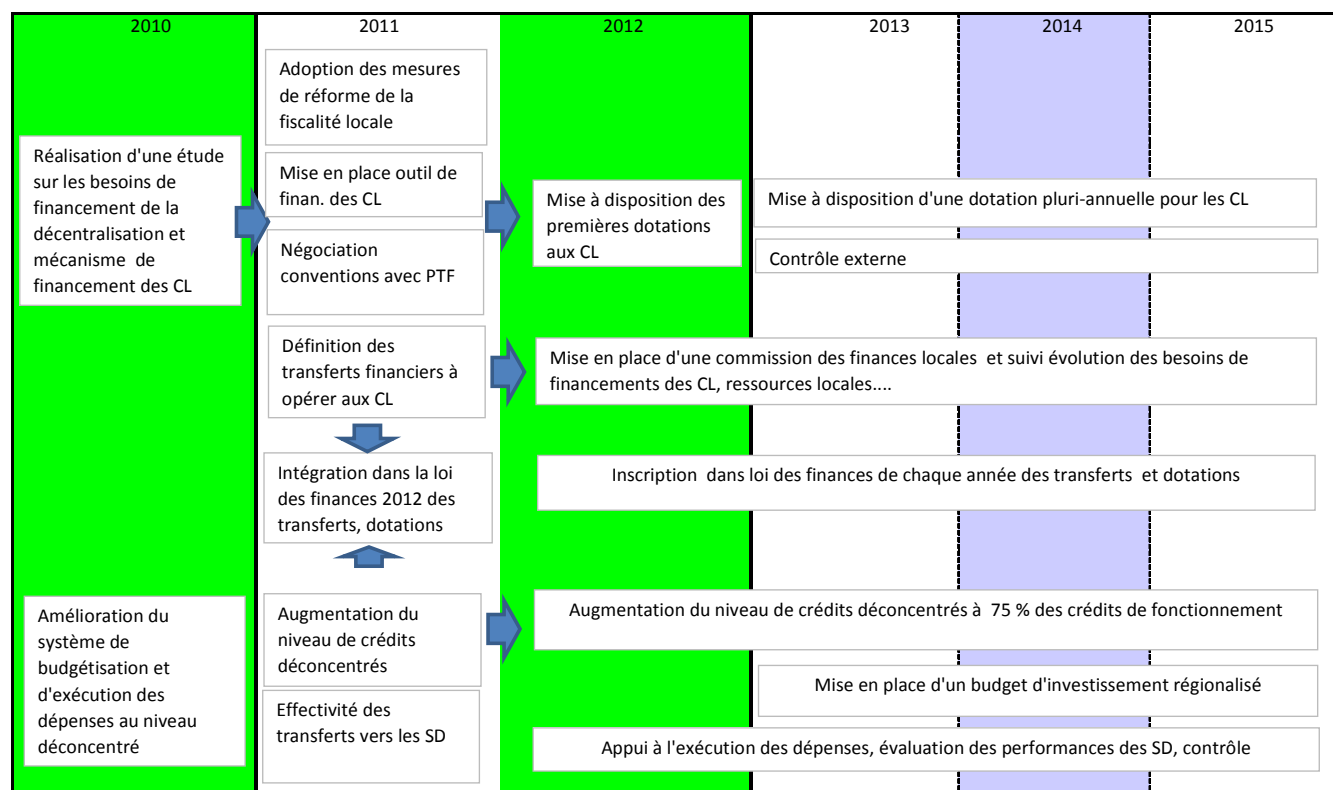 2010 2011 2012 2013 2014 2015
Adoption des mesures
de réforme de la
fiscalité locale
Réalisation d'une étude
sur les besoins de
financement de la
décentralisation et
mécanisme de
financement des CL
Mise en place outil de
finan. des CL
Négociation
conventions avec PTF
Mise à disposition des
premières dotations
aux CL
Mise à disposition d'une dotation pluri-annuelle pour les CL
Contrôle externe
Définition des
transferts financiers à
opérer aux CL
Mise en place d'une commission des finances locales et suivi évolution des besoins de
financements des CL, ressources locales....
Intégration dans la loi
des finances 2012 des
transferts, dotations
Inscription dans loi des finances de chaque année des transferts et dotations
Amélioration du
système de
budgétisation et
d'exécution des
dépenses au niveau
déconcentré
Augmentation du
niveau de crédits
déconcentrés
Effectivité des
transferts vers les SD
Augmentation du niveau de crédits déconcentrés à 75 % des crédits de fonctionnement
Mise en place d'un budget d'investissement régionalisé
Appui à l'exécution des dépenses, évaluation des performances des SD, contrôle